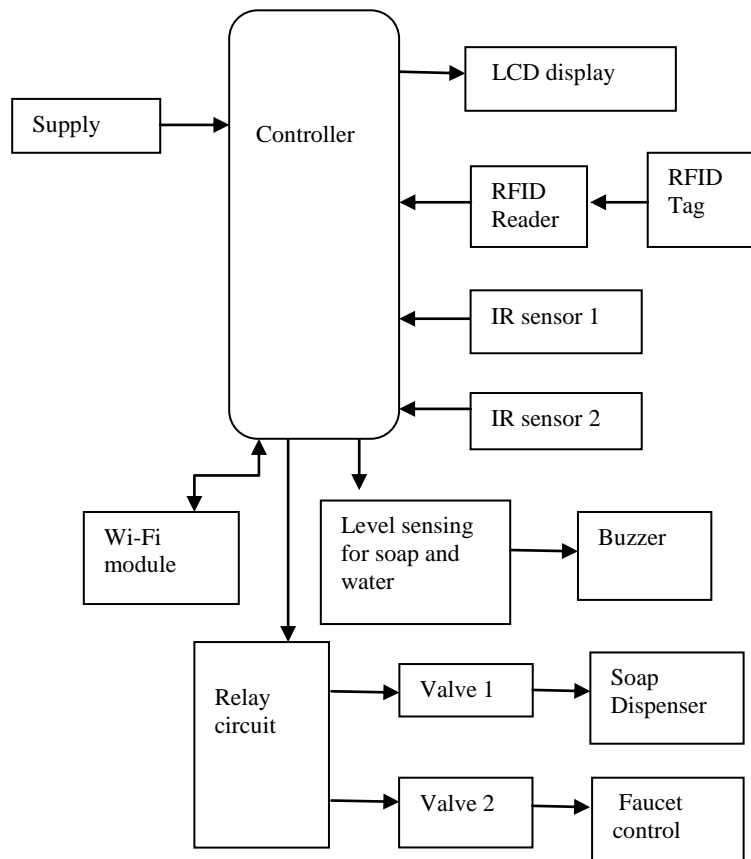 LCD display
Supply
Controller
RFID
Reader
RFID
Tag
IR sensor 1
IR sensor 2
Wi-Fi
module
Level sensing
for soap and
water
Buzzer
Relay
circuit
Valve 1
Soap
Dispenser
Valve 2
Faucet
control